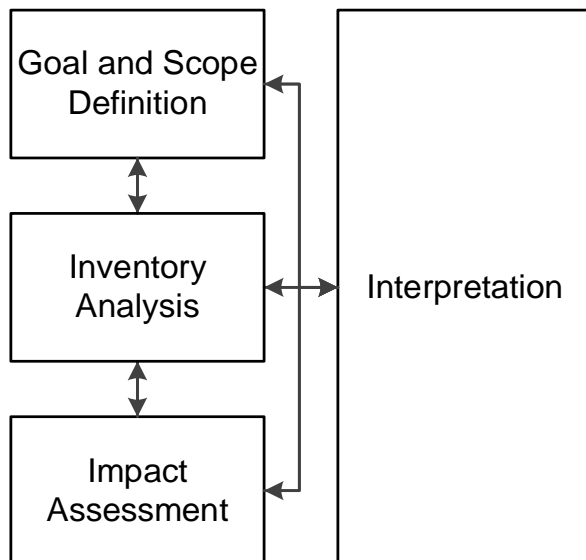 Goal and Scope
Definition
Inventory
Analysis
Interpretation
Impact
Assessment